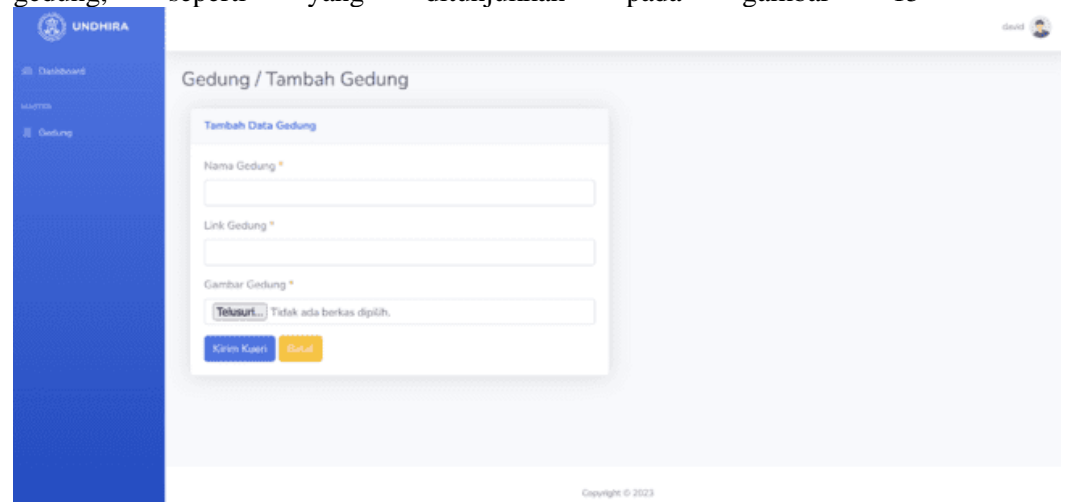 gedung, seperti yang ditunjukkan pada gambar 13
UNDHIRA
david
Dashboard
Gedung / Tambah Gedung
MASTER
Tambah Data Gedung
Gedung
Nama Gedung *
Link Gedung *
Gambar Gedung *
Telusuri... Tidak ada berkas dipilih.
Kirim Kueri Batal
Copyright © 2023